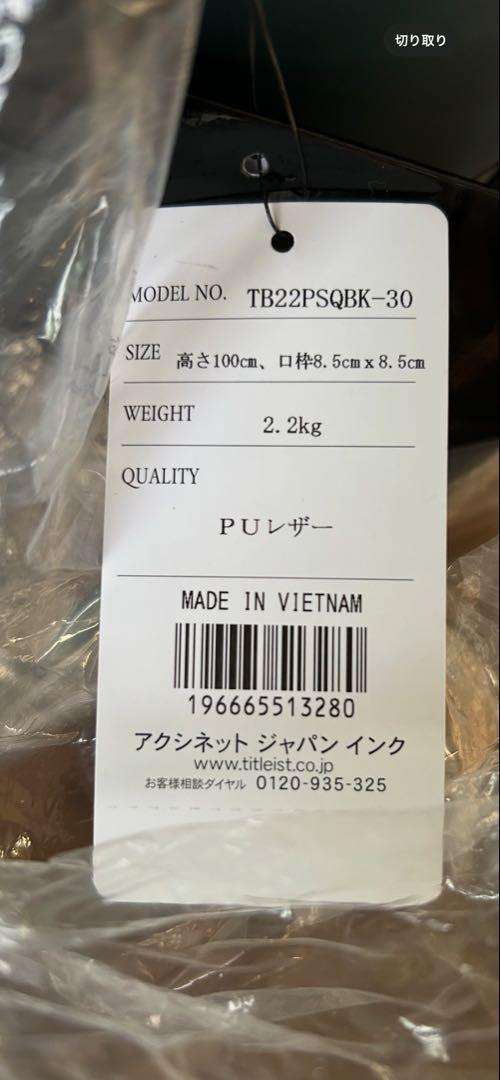 切り取り
MODEL NO. TB22PSQBK-30
SIZE 高さ100㎝、口枠8.5㎝ x 8.5㎝
WEIGHT 2.2kg
QUALITY
PUレザー
MADE IN VIETNAM
196665513280
アクシネット ジャパン インク
www.titleist.co.jp
お客様相談ダイヤル 0120-935-325